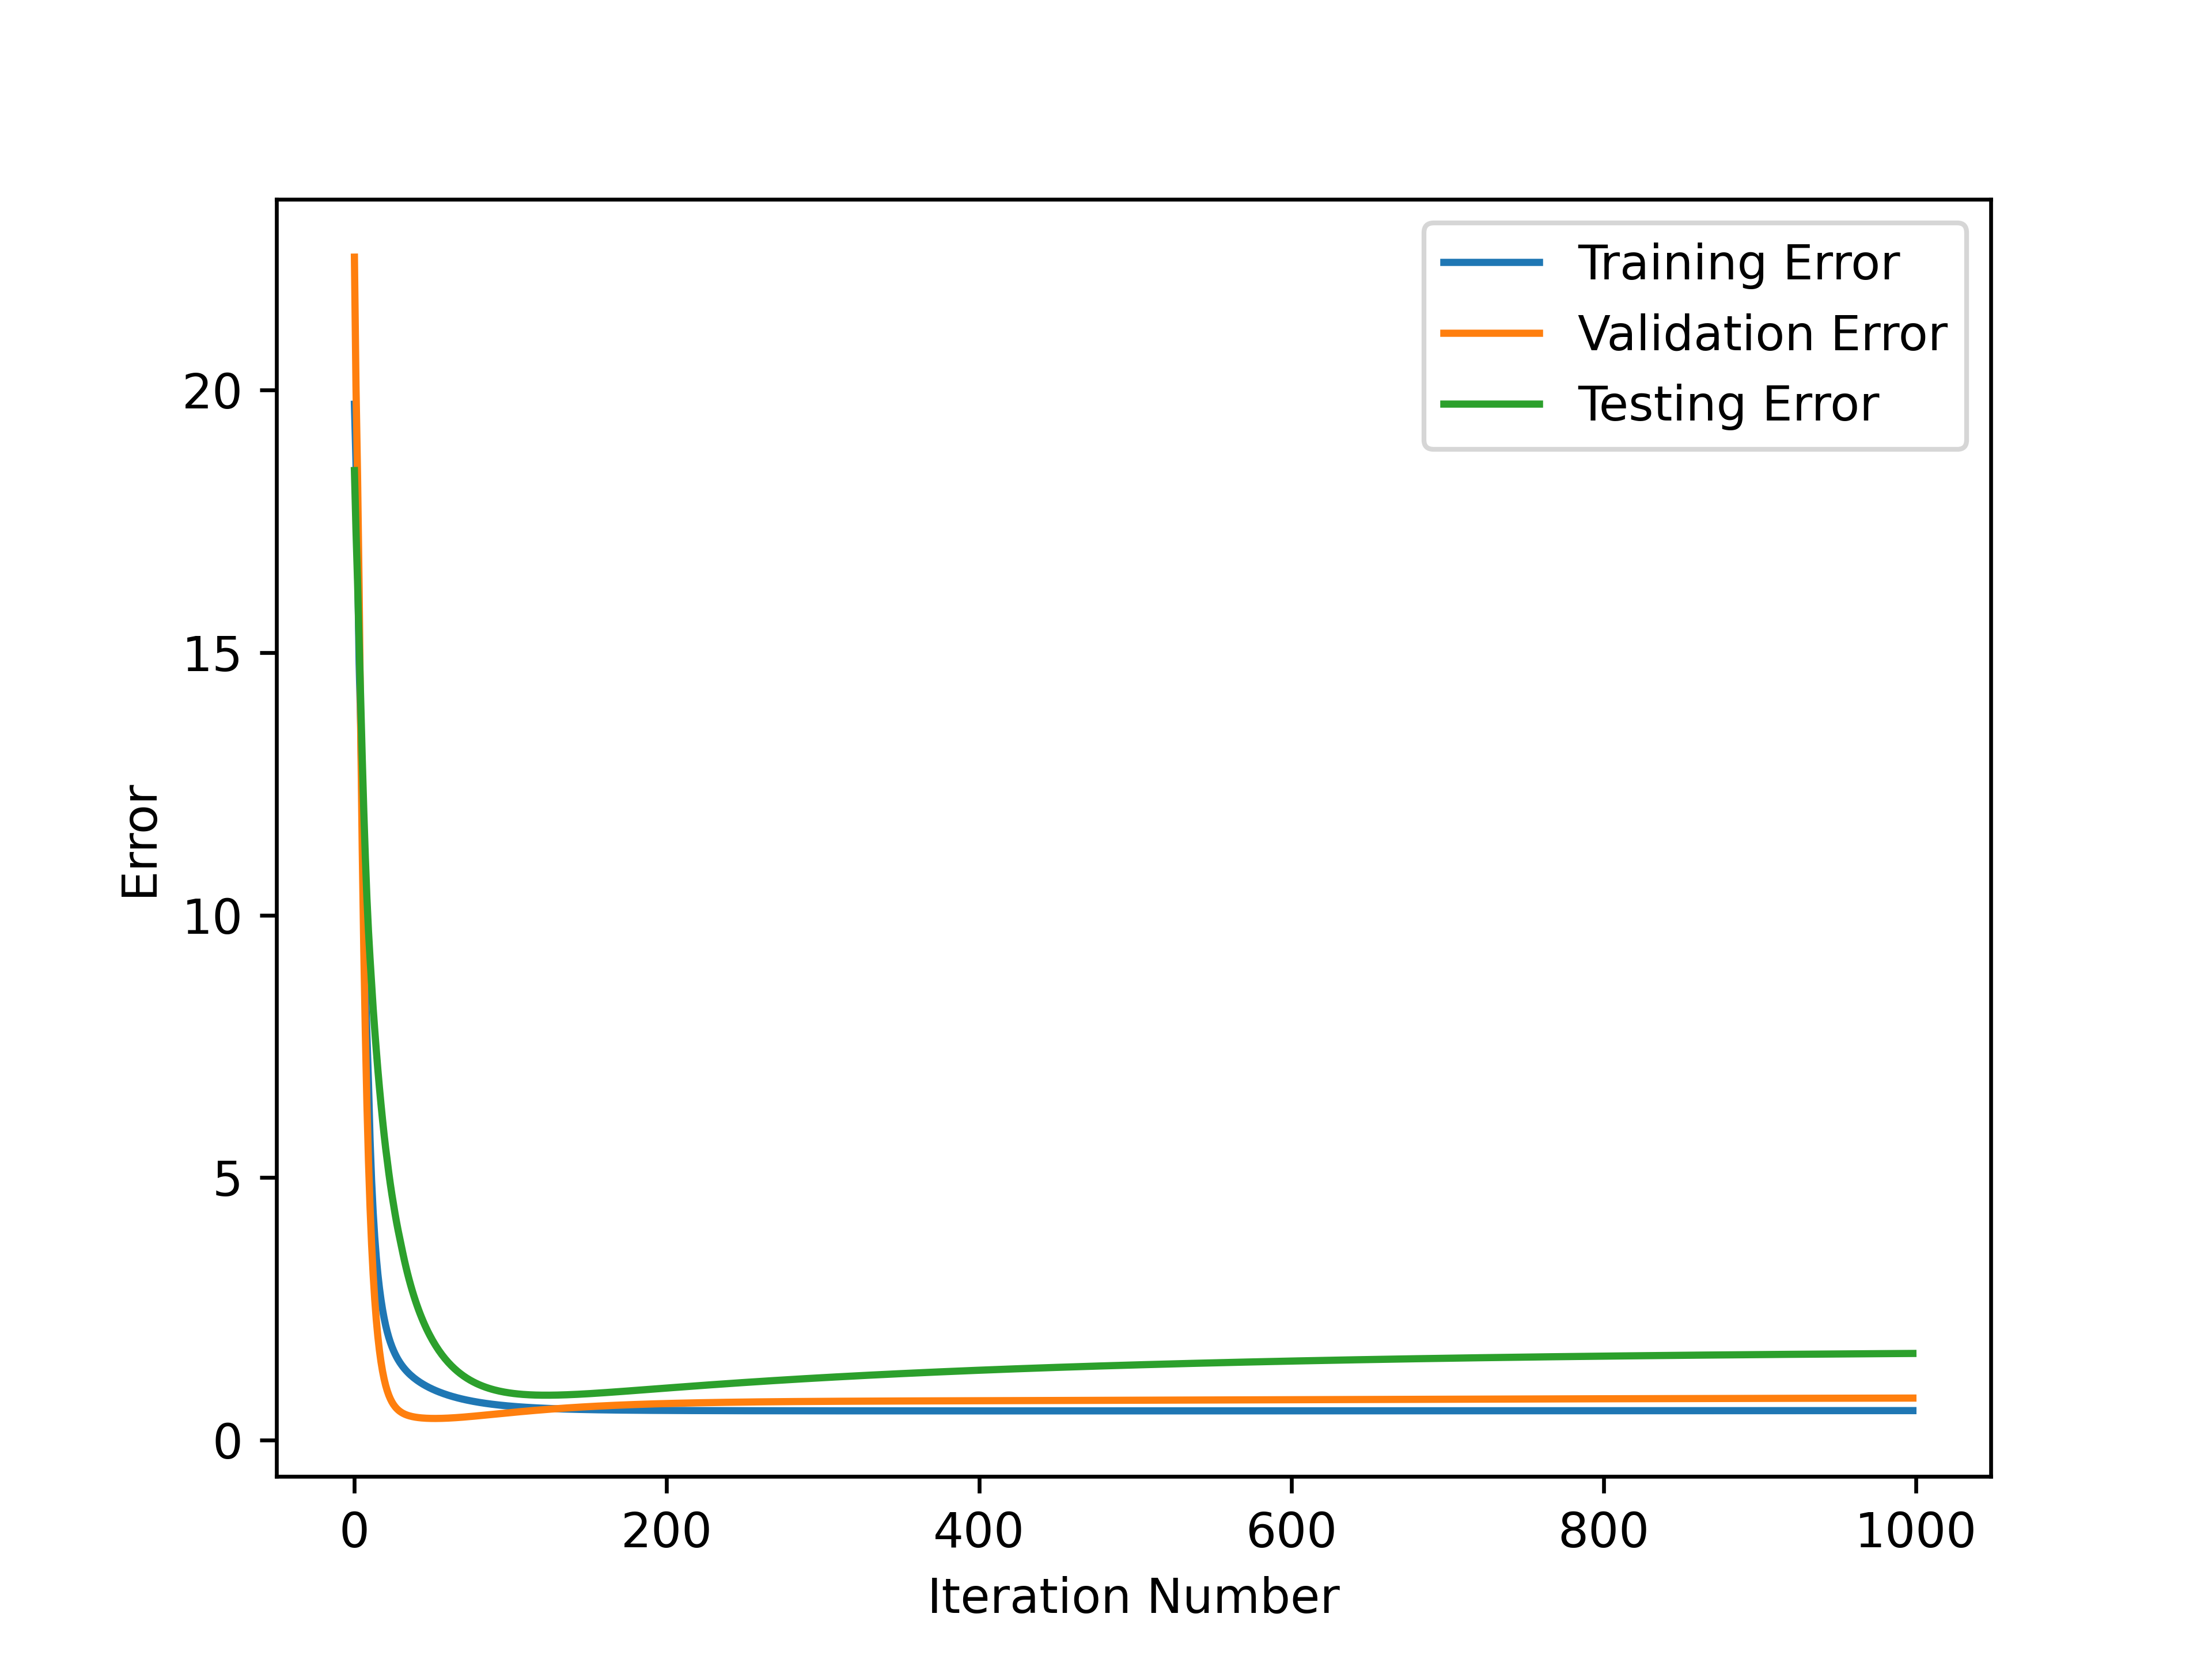 Training Error
Validation Error
Testing Error
20
15
10
5
0
Error
0 200 400 600 800 1000
Iteration Number